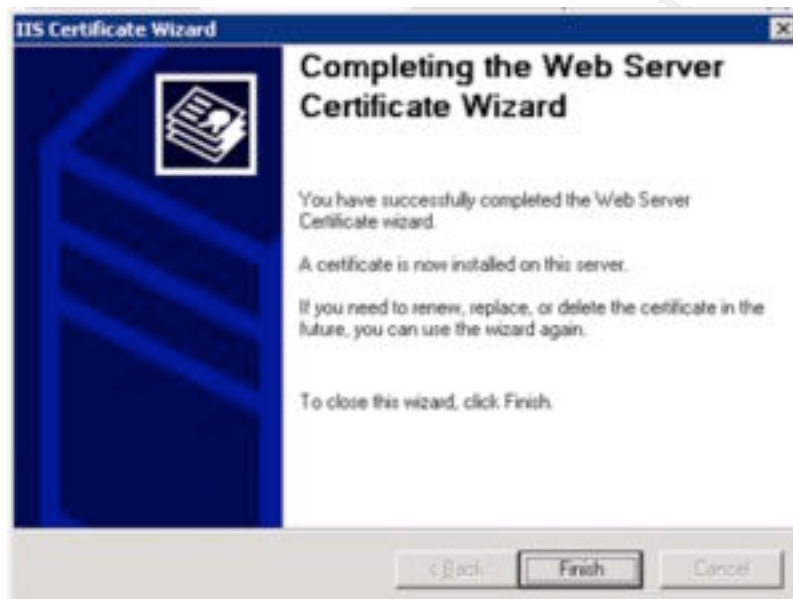 IIS Certificate Wizard
Completing the Web Server
Certificate Wizard
You have successfully completed the Web Server
Certificate wizard.
A certificate is now installed on this server.
If you need to renew, replace, or delete the certificate in the
future, you can use the wizard again.
To close this wizard, click Finish.
< Back Finish Cancel